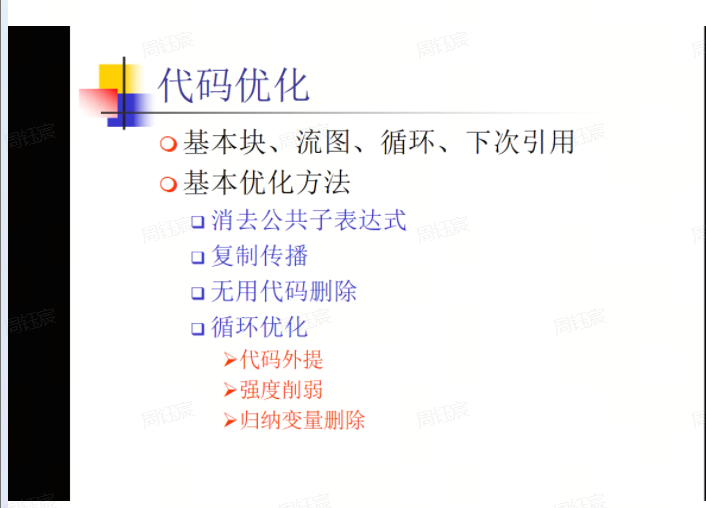 代码优化
基本块、流图、循环、下次引用
基本优化方法
消去公共子表达式
复制传播
无用代码删除
循环优化
代码外提
强度削弱
归纳变量删除